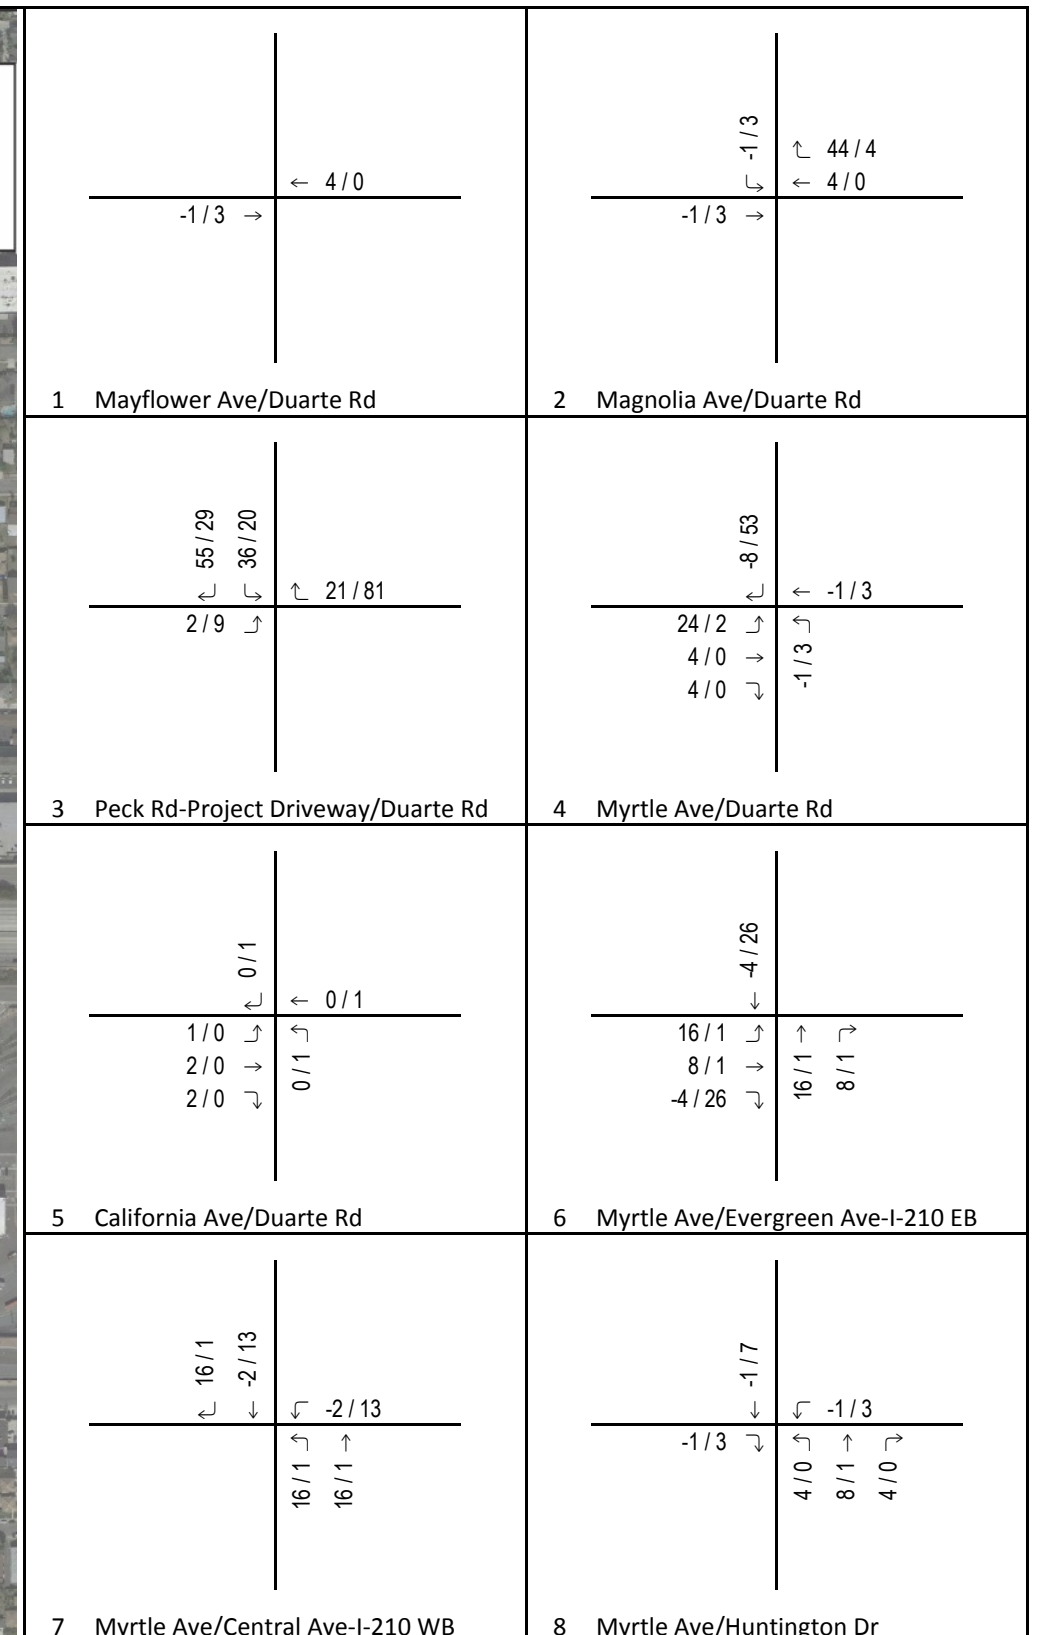 ← 4 / 0
-1 / 3 →
1 Mayflower Ave/Duarte Rd
-1 / 3
44 / 4
← 4 / 0
-1 / 3 →
2 Magnolia Ave/Duarte Rd
55 / 29
36 / 20
21 / 81
2 / 9
3 Peck Rd-Project Driveway/Duarte Rd
-8 / 53
← -1 / 3
24 / 2
4 / 0 →
4 / 0
-1 / 3
4 Myrtle Ave/Duarte Rd
0 / 1
← 0 / 1
1 / 0
2 / 0 →
2 / 0
0 / 1
5 California Ave/Duarte Rd
-4 / 26
16 / 1
8 / 1 →
-4 / 26
16 / 1
8 / 1
6 Myrtle Ave/Evergreen Ave-I-210 EB
16 / 1
-2 / 13
-2 / 13
16 / 1
16 / 1
7 Myrtle Ave/Central Ave-I-210 WB
-1 / 7
-1 / 3
-1 / 3
4 / 0
8 / 1
4 / 0
8 Myrtle Ave/Huntington Dr